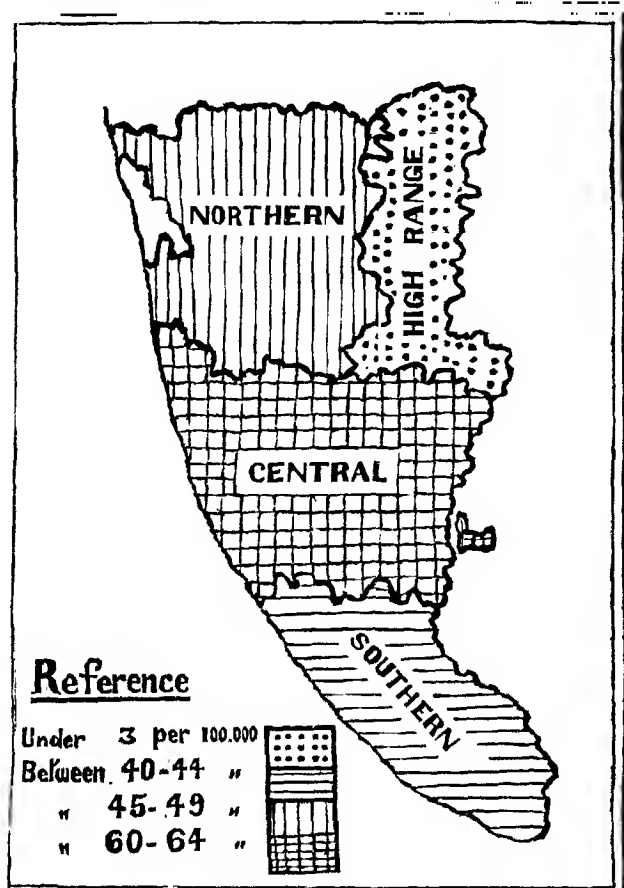 NORTHERN
HIGH RANGE
CENTRAL
SOUTHERN
Reference
Under 3 per 100.000
Between 40-44 〃
〃 45-49 〃
〃 60-64 〃